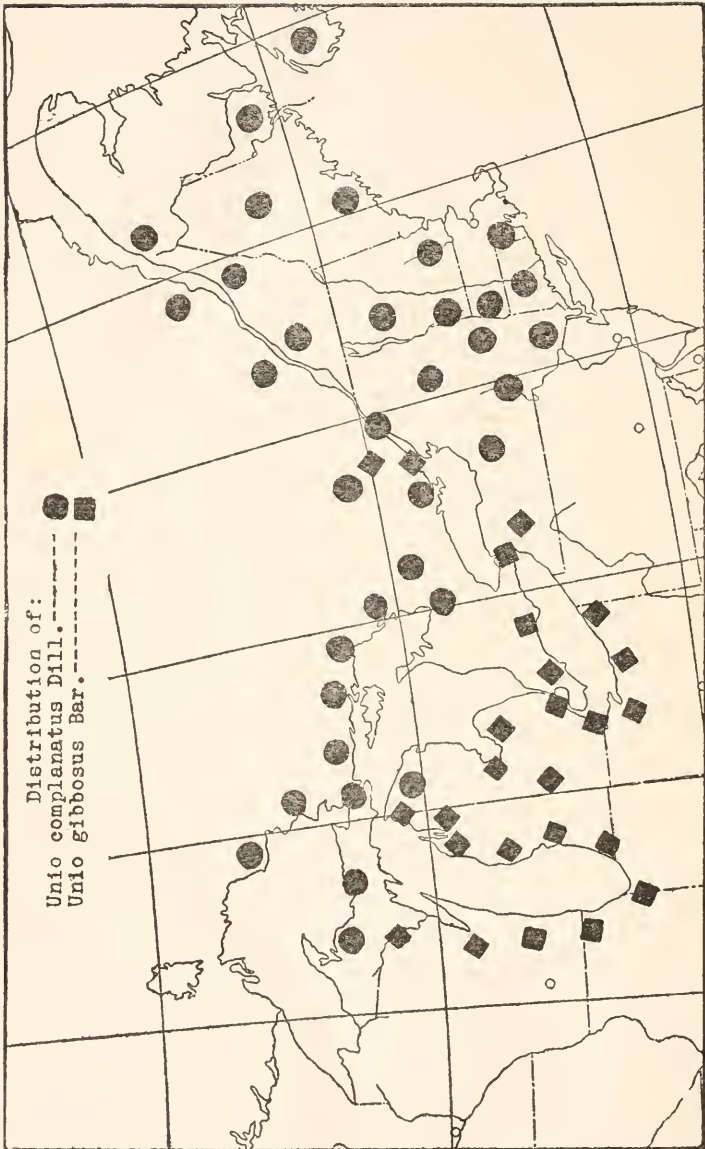 Distribution of:
Unio complanatus Dill.--------
Unio gibbosus Bar.------------